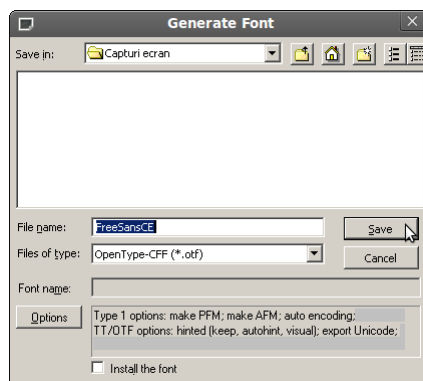 Generate Font
Save in: Capturi ecran
File name: FreeSansCE Save
Files of type: OpenType-CFF (*.otf) Cancel
Font name:
Options Type 1 options: make PFM; make AFM; auto encoding;
TT/OTF options: hinted (keep, autohint, visual); export Unicode;
Install the font